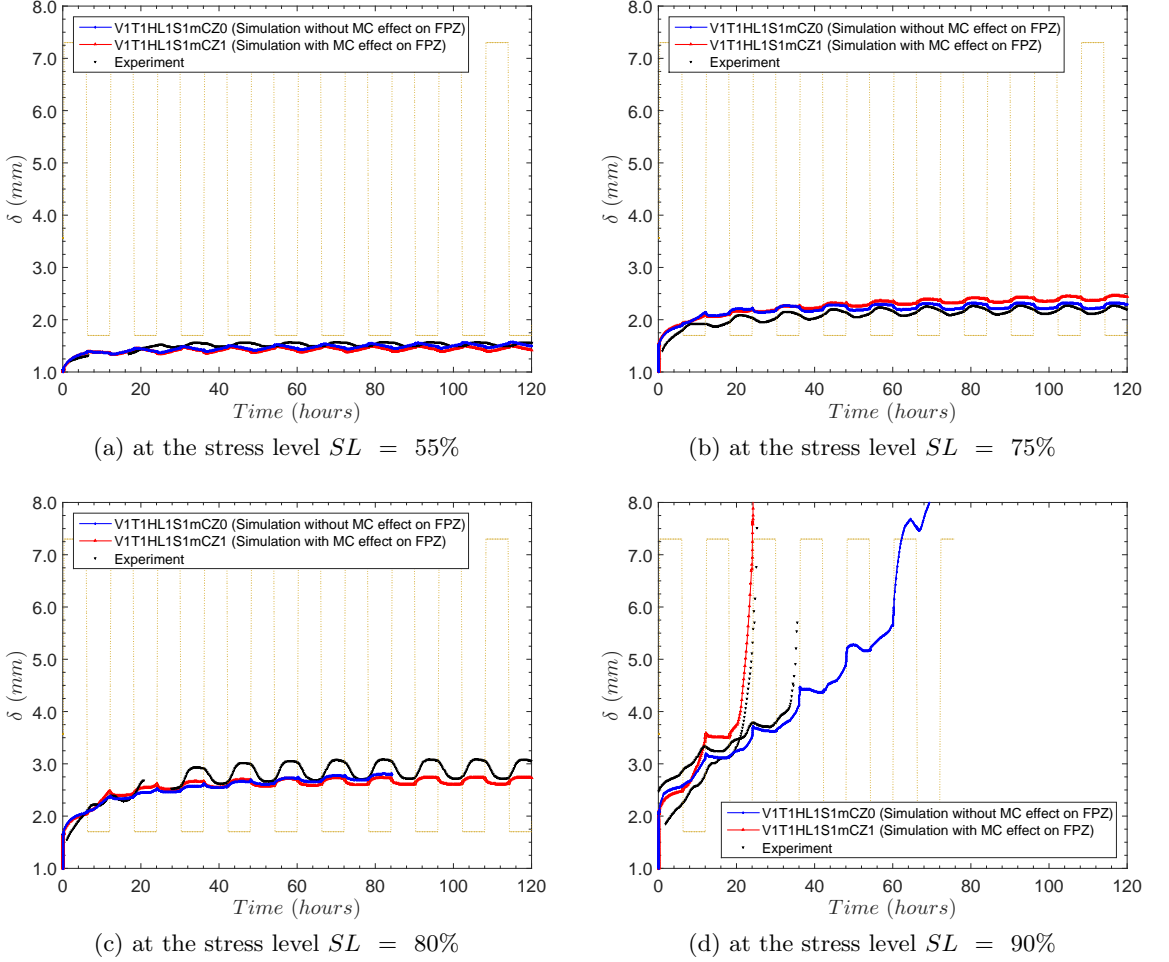 V1T1HL1S1mCZ0 (Simulation without MC effect on FPZ)
V1T1HL1S1mCZ1 (Simulation with MC effect on FPZ)
Experiment
8.0
7.0
6.0
5.0
4.0
3.0
2.0
1.0
δ (mm)
0 20 40 60 80 100 120
Time (hours)
(a) at the stress level SL = 55%
V1T1HL1S1mCZ0 (Simulation without MC effect on FPZ)
V1T1HL1S1mCZ1 (Simulation with MC effect on FPZ)
Experiment
8.0
7.0
6.0
5.0
4.0
3.0
2.0
1.0
δ (mm)
0 20 40 60 80 100 120
Time (hours)
(b) at the stress level SL = 75%
V1T1HL1S1mCZ0 (Simulation without MC effect on FPZ)
V1T1HL1S1mCZ1 (Simulation with MC effect on FPZ)
Experiment
8.0
7.0
6.0
5.0
4.0
3.0
2.0
1.0
δ (mm)
0 20 40 60 80 100 120
Time (hours)
(c) at the stress level SL = 80%
8.0
7.0
6.0
5.0
4.0
3.0
2.0
1.0
δ (mm)
V1T1HL1S1mCZ0 (Simulation without MC effect on FPZ)
V1T1HL1S1mCZ1 (Simulation with MC effect on FPZ)
Experiment
0 20 40 60 80 100 120
Time (hours)
(d) at the stress level SL = 90%